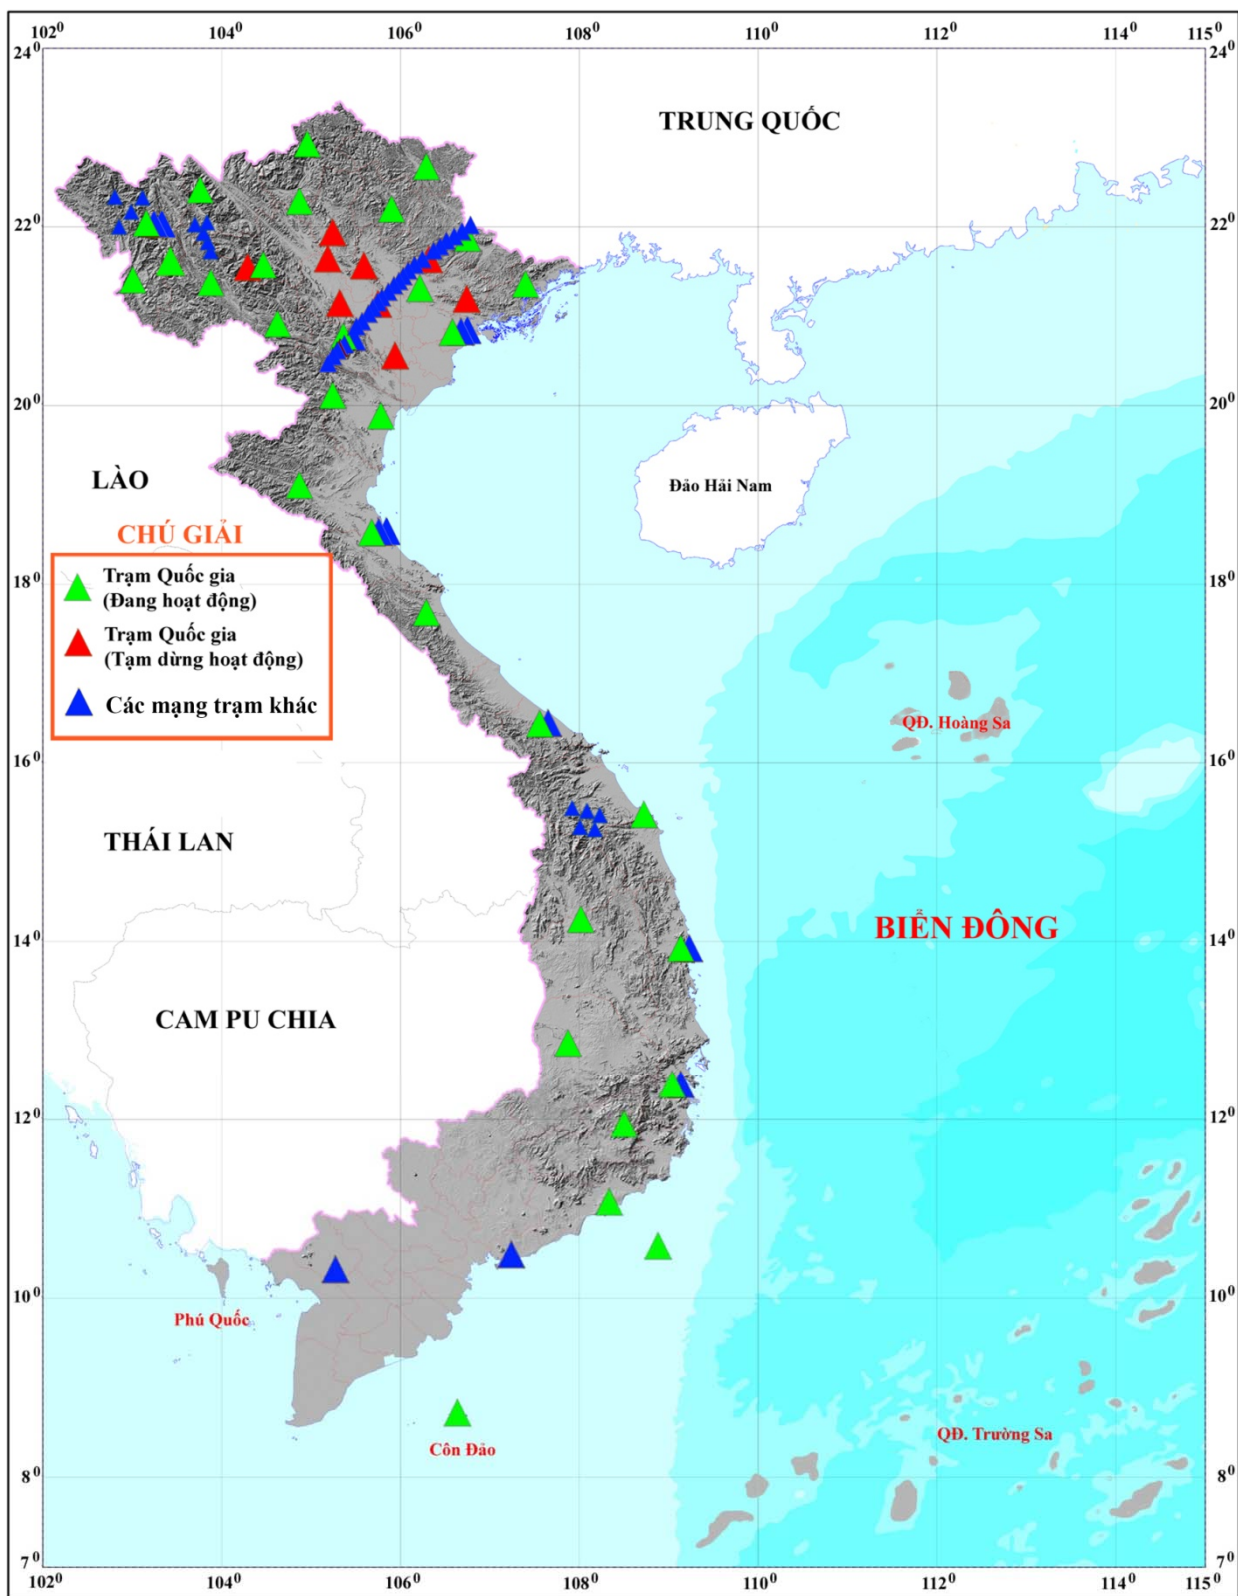 102⁰ 104⁰ 106⁰ 108⁰ 110⁰ 112⁰ 114⁰ 115⁰
24⁰ 24⁰
TRUNG QUỐC
22⁰ 22⁰
20⁰ 20⁰
LÀO
Đảo Hải Nam
CHÚ GIẢI
Trạm Quốc gia
(Đang hoạt động)
18⁰ 18⁰
Trạm Quốc gia
(Tạm dừng hoạt động)
Các mạng trạm khác
QĐ. Hoàng Sa
16⁰ 16⁰
THÁI LAN
BIỂN ĐÔNG
14⁰ 14⁰
CAM PU CHIA
12⁰ 12⁰
10⁰ 10⁰
Phú Quốc
QĐ. Trường Sa
Côn Đảo
8⁰ 8⁰
7⁰ 7⁰
102⁰ 104⁰ 106⁰ 108⁰ 110⁰ 112⁰ 114⁰ 115⁰